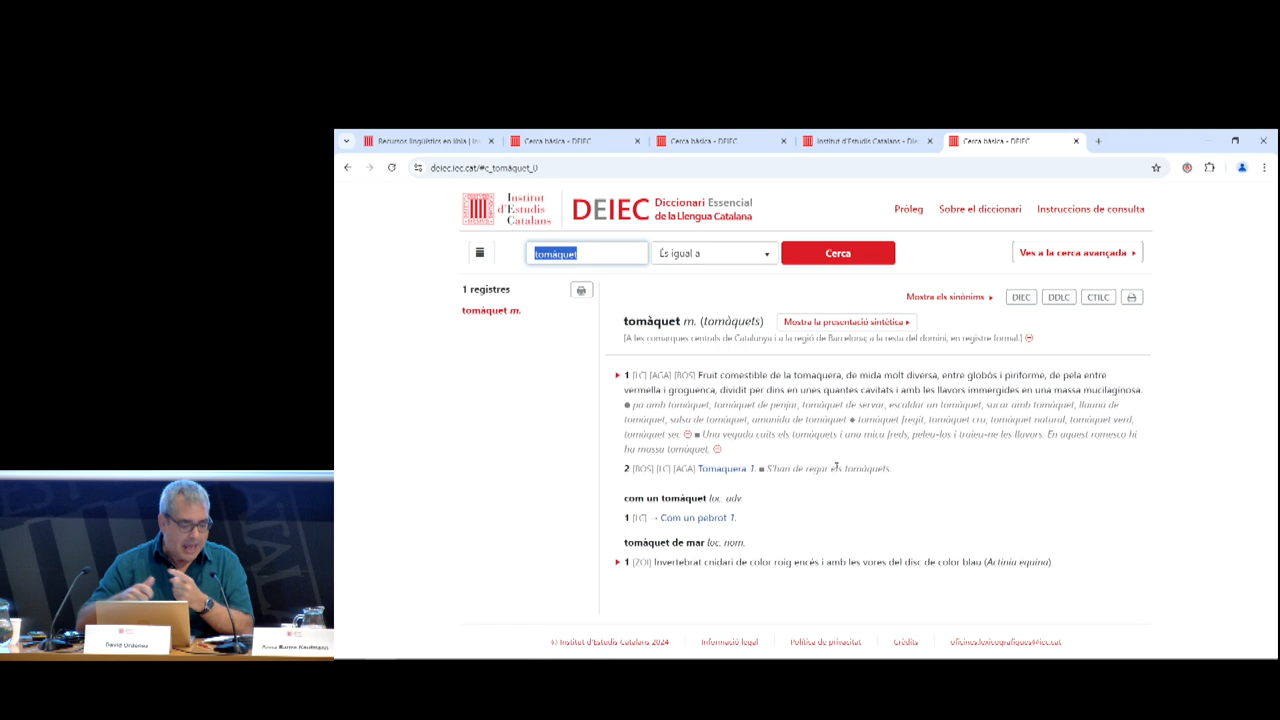 Recursos lingüístics en línia | In
Cerca bàsica - DEIEC
Cerca bàsica - DEIEC
Institut d'Estudis Catalans - Die
Cerca bàsica - DEIEC
deiec.iec.cat/#c_tomàquet_0
Institut
d'Estudis
Catalans
DEIEC
Diccionari Essencial
de la Llengua Catalana
Pròleg
Sobre el diccionari
Instruccions de consulta
tomàquet
És igual a
Cerca
Ves a la cerca avançada
1 registres
tomàquet m.
Mostra els sinònims
DIEC
DDLC
CTILC
tomàquet m. (tomàquets)
Mostra la presentació sintètica
[A les comarques centrals de Catalunya i a la regió de Barcelona; a la resta del domini, en registre formal.]
1 [LC] [AGA] [BOS] Fruit comestible de la tomaquera, de mida molt diversa, entre globós i piriforme, de pela entre
vermella i groguenca, dividit per dins en unes quantes cavitats i amb les llavors immergides en una massa mucilaginosa.
● pa amb tomàquet, tomàquet de penjar, tomàquet de servar, escaldar un tomàquet, sucar amb tomàquet, llauna de
tomàquet, salsa de tomàquet, amanida de tomàquet ◆ tomàquet fregit, tomàquet cru, tomàquet natural, tomàquet verd,
tomàquet sec ■ Una vegada cuits els tomàquets i una mica freds, peleu-los i traieu-ne les llavors. En aquest romesco hi
ha massa tomàquet.
2 [BOS] [LC] [AGA] Tomaquera 1. ■ S'han de regar els tomàquets.
com un tomàquet loc. adv.
1 [LC] → Com un pebrot 1.
tomàquet de mar loc. nom.
1 [ZOI] Invertebrat cnidari de color roig encès i amb les vores del disc de color blau (Actinia equina).
© Institut d'Estudis Catalans 2024
Informació legal
Política de privacitat
Crèdits
oficines.lexicografiques@iec.cat
David Ordóñez
Anna Bartra Kaufmann